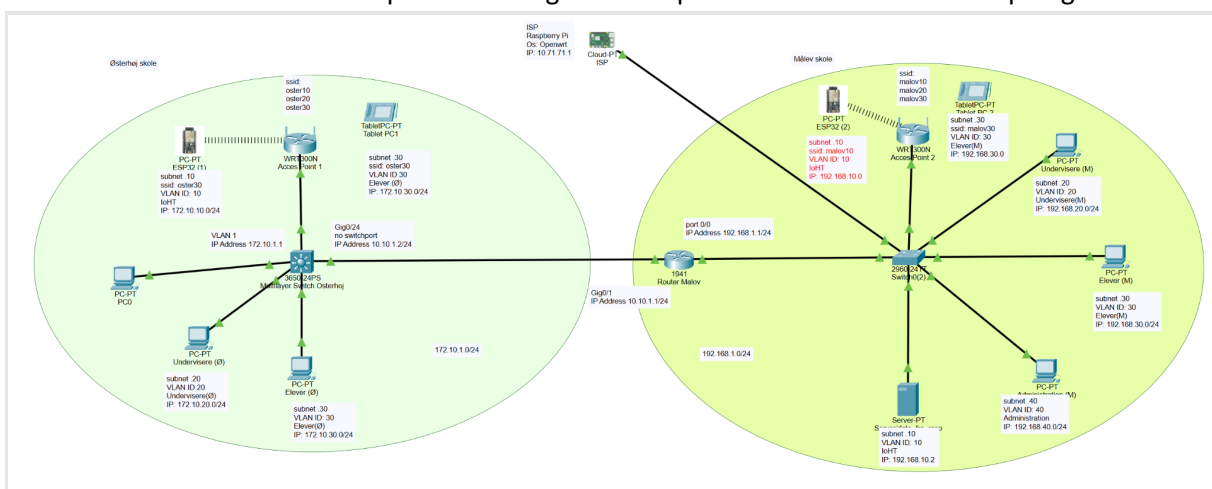 ISP
Raspberry Pi
Os: Openwrt
IP: 10.71.71.1
Cloud-PT
ISP
Østerhøj skole
ssid:
oster10
oster20
oster30
TabletPC-PT
Tablet PC1
subnet .30
ssid: oster30
VLAN ID 30
Elever (Ø)
IP: 172.10.30.0/24
PC-PT
ESP32 (1)
subnet .10
ssid: oster30
VLAN ID: 10
IoHT
IP: 172.10.10.0/24
WRT300N
Acces Point 1
VLAN 1
IP Address 172.10.1.1
Gig0/24
no switchport
IP Address 10.10.1.2/24
3650-24PS
Multilayer Switch Osterhoj
PC-PT
PC0
PC-PT
Undervisere (Ø)
subnet .20
VLAN ID 20
Undervisere(Ø)
IP: 172.10.20.0/24
PC-PT
Elever (Ø)
subnet .30
VLAN ID: 30
Elever(Ø)
IP: 172.10.30.0/24
172.10.1.0/24
Målev skole
ssid:
malov10
malov20
malov30
PC-PT
ESP32 (2)
subnet .10
ssid: malov10
VLAN ID: 10
IoHT
IP: 192.168.10.0
WRT300N
Acces Point 2
TabletPC-PT
subnet .30
ssid: malov30
VLAN ID: 30
Elever(M)
IP: 192.168.30.0
PC-PT
Undervisere (M)
subnet .20
VLAN ID: 20
Undervisere(M)
IP: 192.168.20.0/24
port 0/0
IP Address 192.168.1.1/24
1941
Router Malov
Gig0/1
IP Address 10.10.1.1/24
Switch0(2)
PC-PT
Elever (M)
subnet .30
VLAN ID: 30
Elever(M)
IP: 192.168.30.0/24
192.168.1.0/24
PC-PT
Administration (M)
subnet .40
VLAN ID: 40
Administration
IP: 192.168.40.0/24
Server-PT
subnet .10
VLAN ID: 10
IoHT
IP: 192.168.10.2